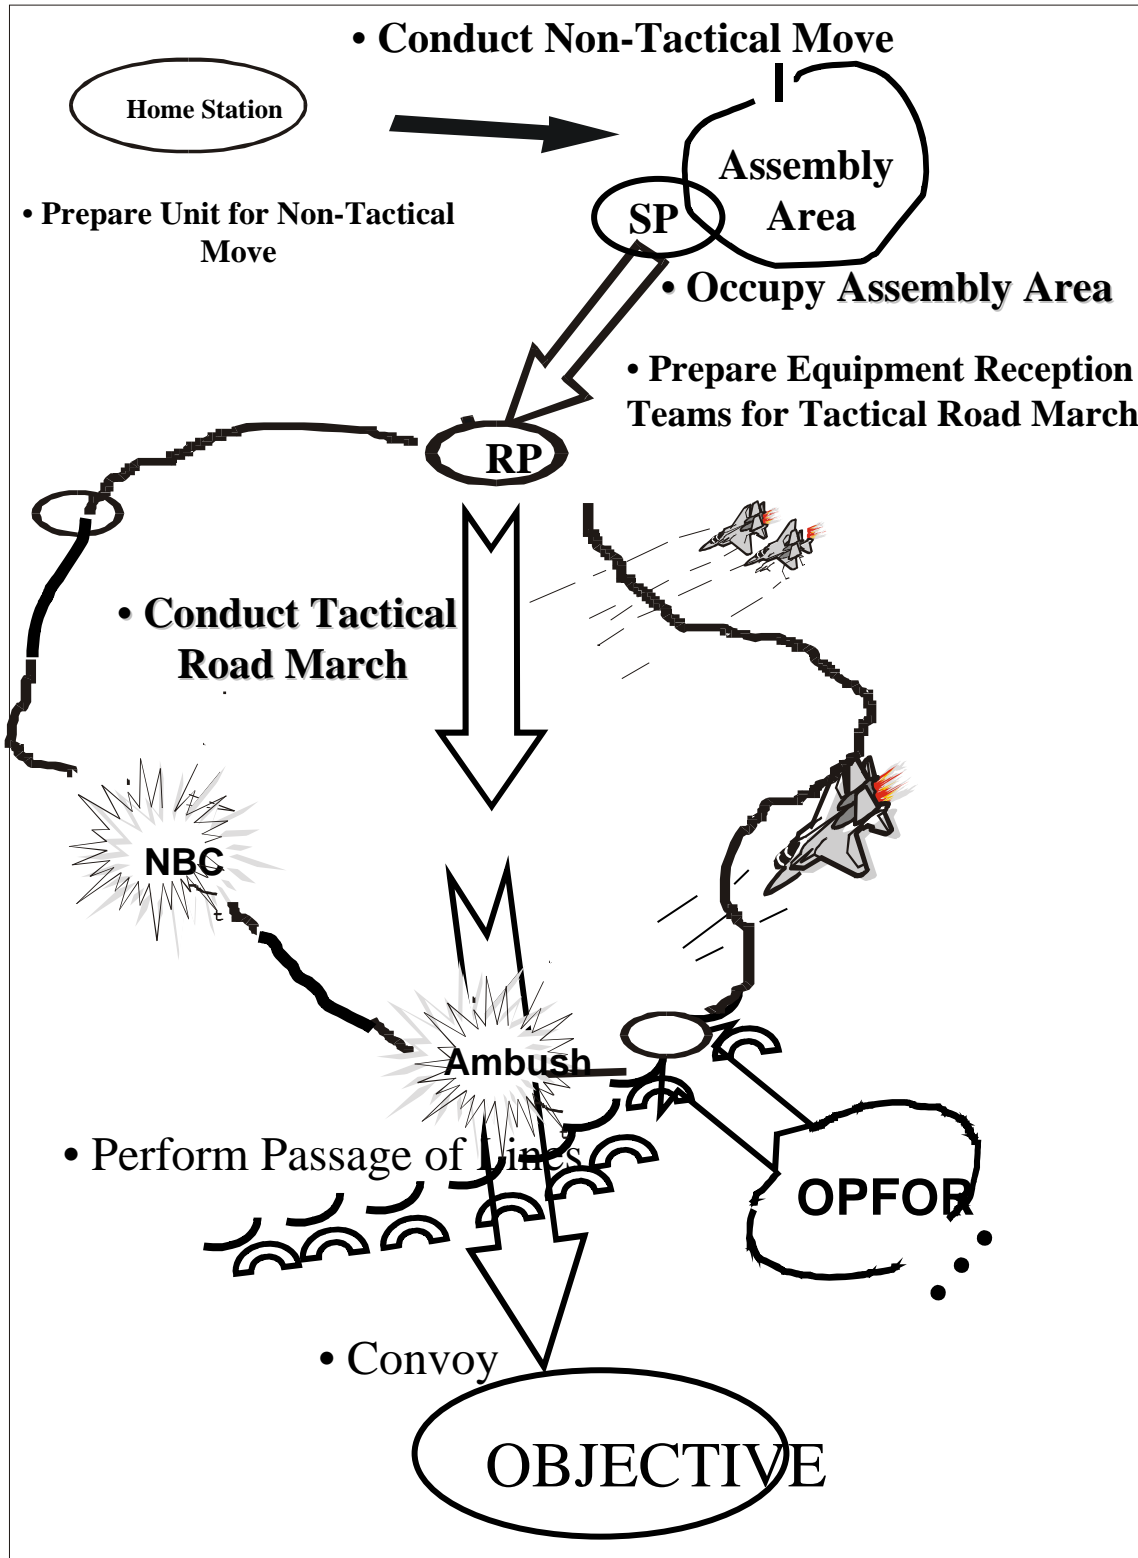 • Conduct Non-Tactical Move
Home Station
Assembly
Area
• Prepare Unit for Non-Tactical
Move
SP
• Occupy Assembly Area
• Prepare Equipment Reception
Teams for Tactical Road March
RP
• Conduct Tactical
Road March
NBC
Ambush
• Perform Passage of Lines
OPFOR
• Convoy
OBJECTIVE